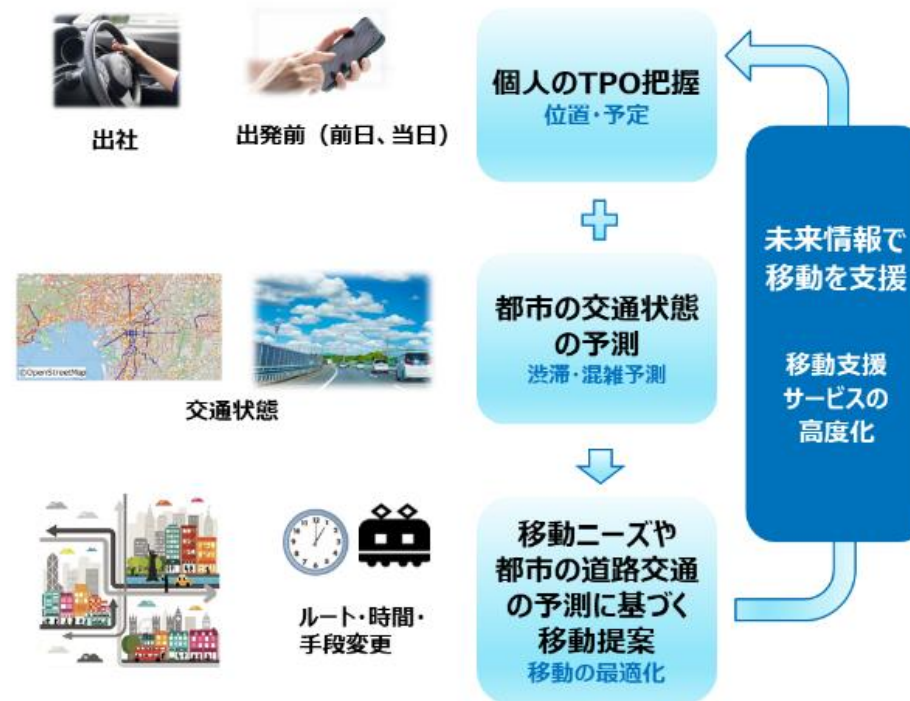 出社
出発前（前日、当日）
個人のTPO把握
位置・予定
未来情報で
移動を支援
移動支援
サービスの
高度化
©OpenStreetMap
交通状態
都市の交通状態
の予測
渋滞・混雑予測
ルート・時間・
手段変更
移動ニーズや
都市の道路交通
の予測に基づく
移動提案
移動の最適化